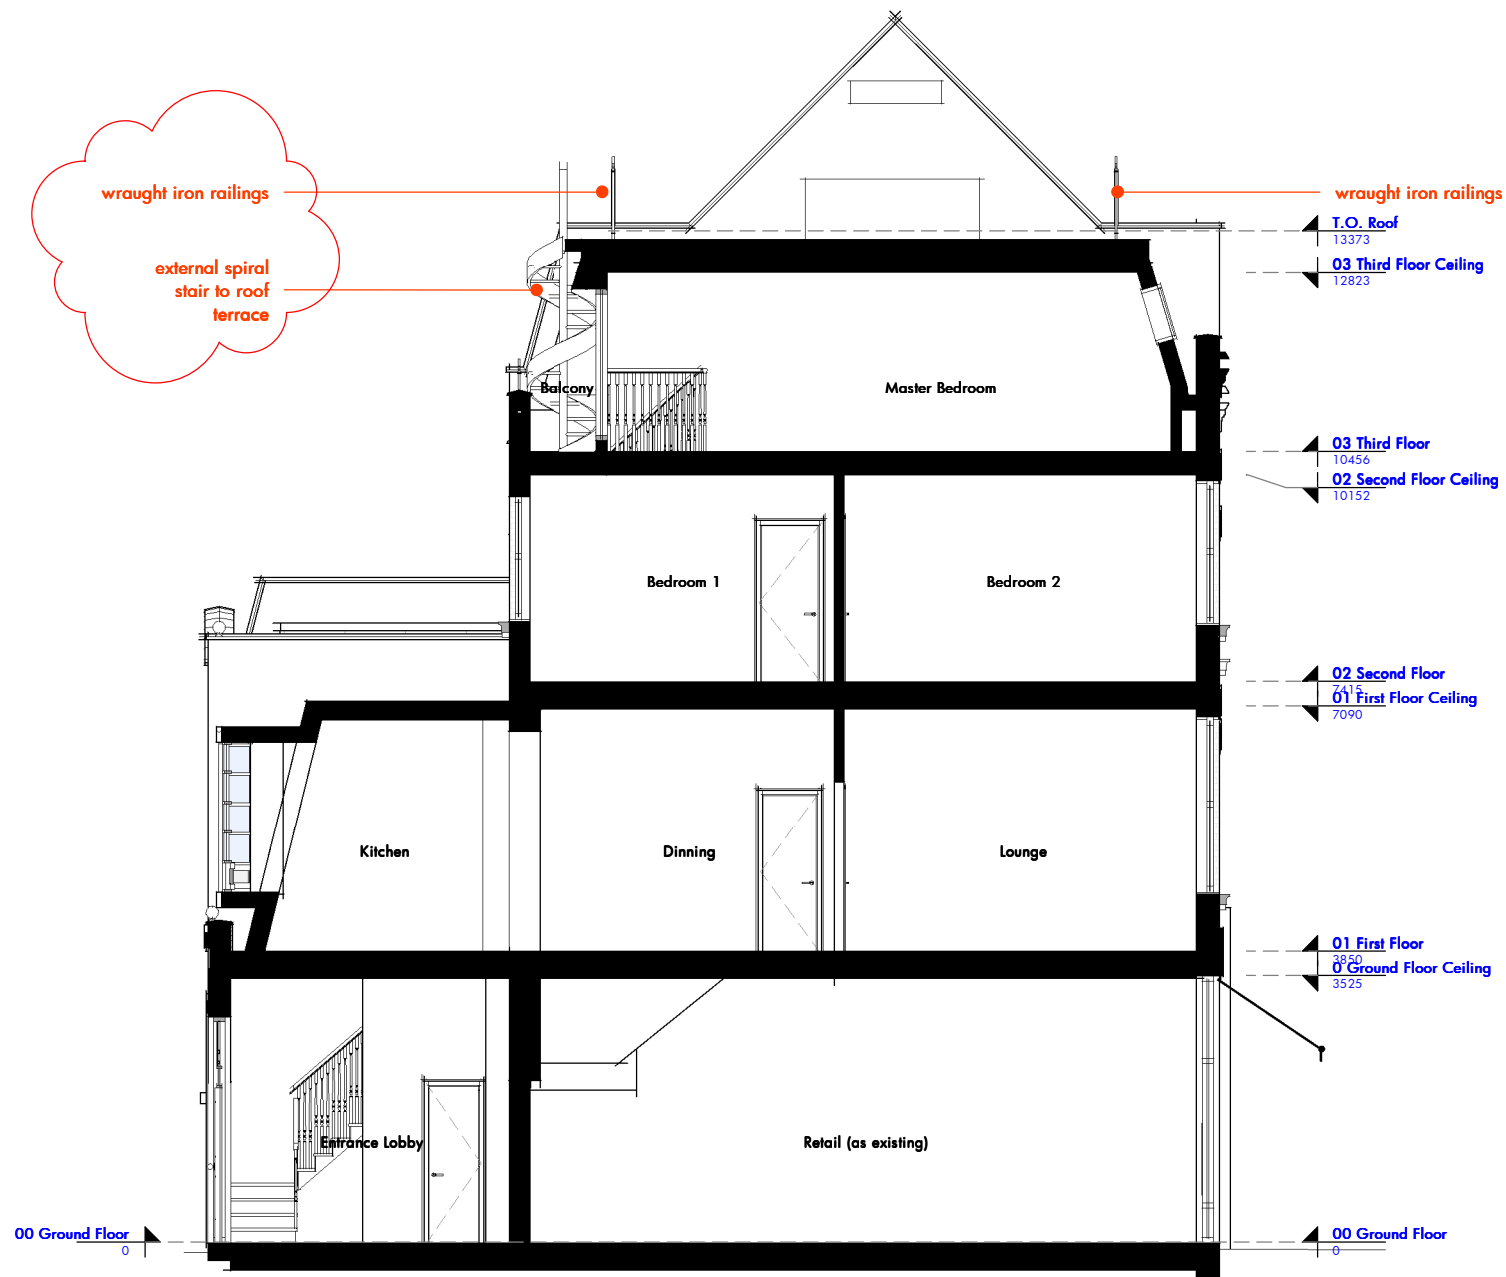 wraught iron railings
wraught iron railings
T.O. Roof
13373
external spiral
stair to roof
terrace
03 Third Floor Ceiling
12823
Balcony
Master Bedroom
03 Third Floor
10456
02 Second Floor Ceiling
10152
Bedroom 1
Bedroom 2
02 Second Floor
7415
01 First Floor Ceiling
7090
Kitchen
Dinning
Lounge
01 First Floor
3850
0 Ground Floor Ceiling
3525
Entrance Lobby
Retail (as existing)
00 Ground Floor
0
00 Ground Floor
0